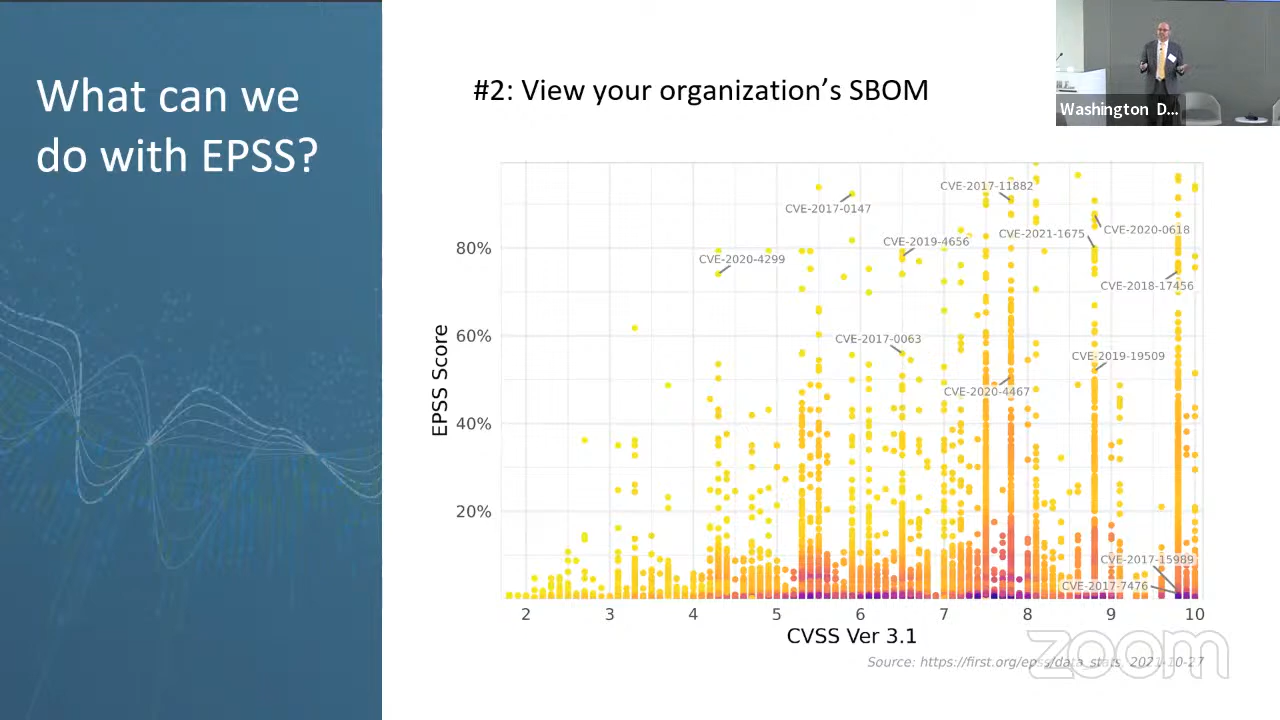 What can we
do with EPSS?
#2: View your organization's SBOM
Washington D...
CVE-2017-11882
CVE-2017-0147
CVE-2020-0618
CVE-2021-1675
CVE-2019-4656
CVE-2020-4299
CVE-2018-17456
CVE-2017-0063
CVE-2019-19509
CVE-2020-4467
CVE-2017-15989
CVE-2017-7476
EPSS Score
80%
60%
40%
20%
2 3 4 5 6 7 8 9 10
CVSS Ver 3.1
Source: https://first.org/epss/data_stats 2021-10-27
zoom